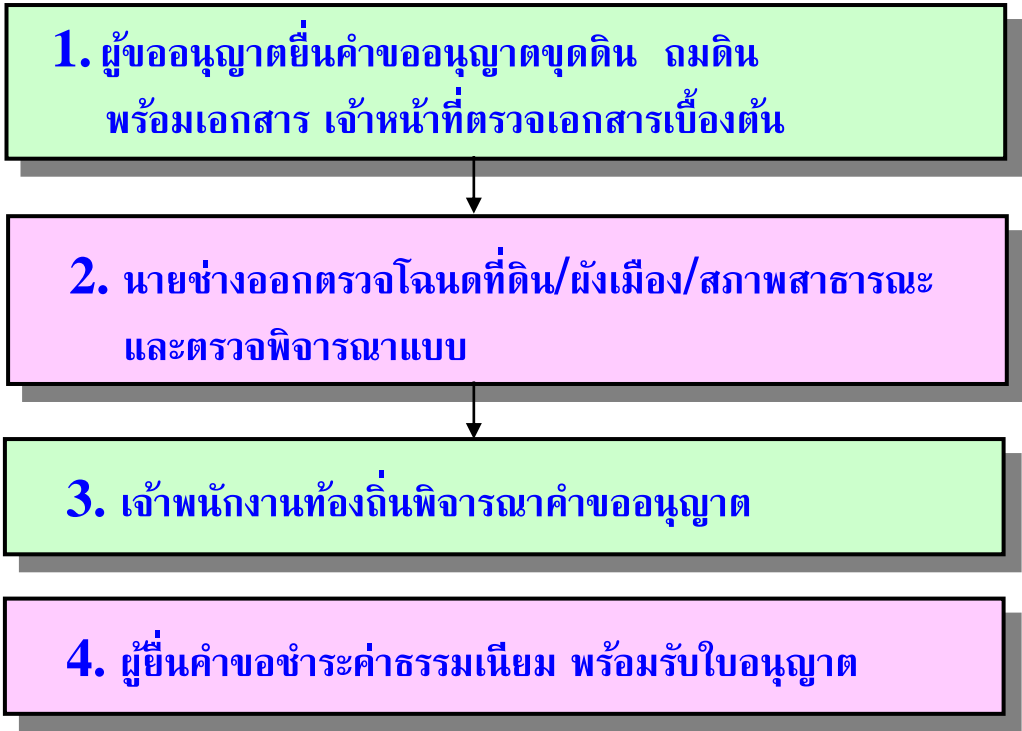 1. ผู้ขออนุญาตยื่นคำขออนุญาตขุดดิน ถมดิน
พร้อมเอกสาร เจ้าหน้าที่ตรวจเอกสารเบื้องต้น
2. นายช่างออกตรวจโฉนดที่ดิน/ผังเมือง/สภาพสาธารณะ
และตรวจพิจารณาแบบ
3. เจ้าพนักงานท้องถิ่นพิจารณาคำขออนุญาต
4. ผู้ยื่นคำขอชำระค่าธรรมเนียม พร้อมรับใบอนุญาต